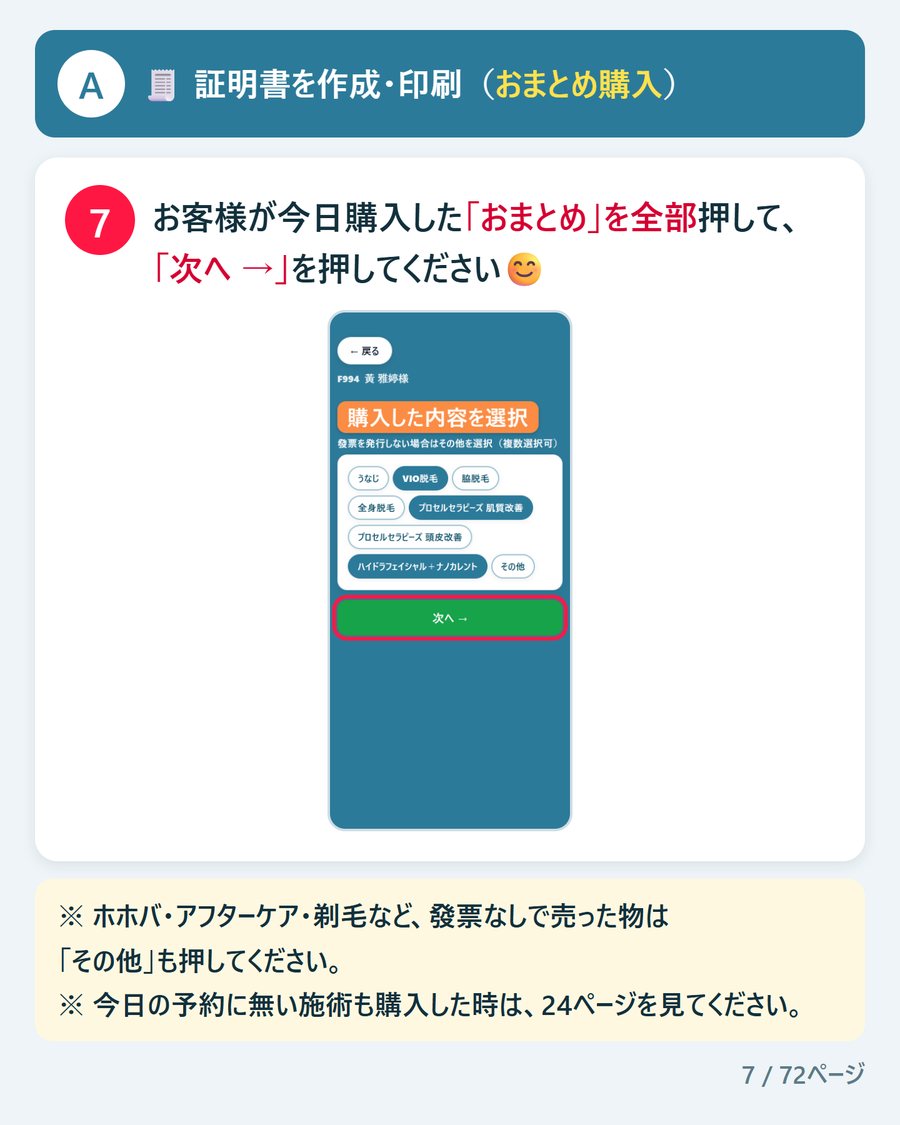 A 証明書を作成・印刷（おまとめ購入）
7 お客様が今日購入した「おまとめ」を全部押して、
「次へ →」を押してください
← 戻る
F994 黃 雅婷様
購入した内容を選択
發票を発行しない場合はその他を選択（複数選択可）
うなじ VIO脱毛 脇脱毛
全身脱毛 プロセルセラピーズ 肌質改善
プロセルセラピーズ 頭皮改善
ハイドラフェイシャル＋ナノカレント その他
次へ →
※ ホホバ・アフターケア・剃毛など、發票なしで売った物は
「その他」も押してください。
※ 今日の予約に無い施術も購入した時は、24ページを見てください。
7 / 72ページ